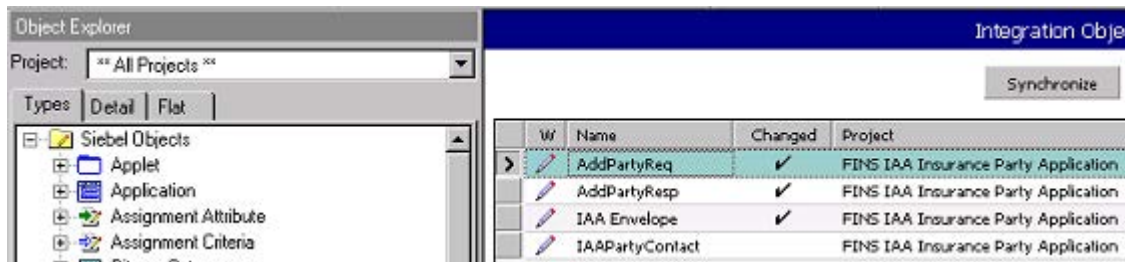 Object Explorer
Project: ** All Projects **
Types Detail Flat
Siebel Objects
Applet
Application
Assignment Attribute
Assignment Criteria
Integration Obje
Synchronize
W Name Changed Project
AddPartyReq ✔ FINS IAA Insurance Party Application
AddPartyResp ✔ FINS IAA Insurance Party Application
IAA Envelope ✔ FINS IAA Insurance Party Application
IAAPartyContact FINS IAA Insurance Party Application